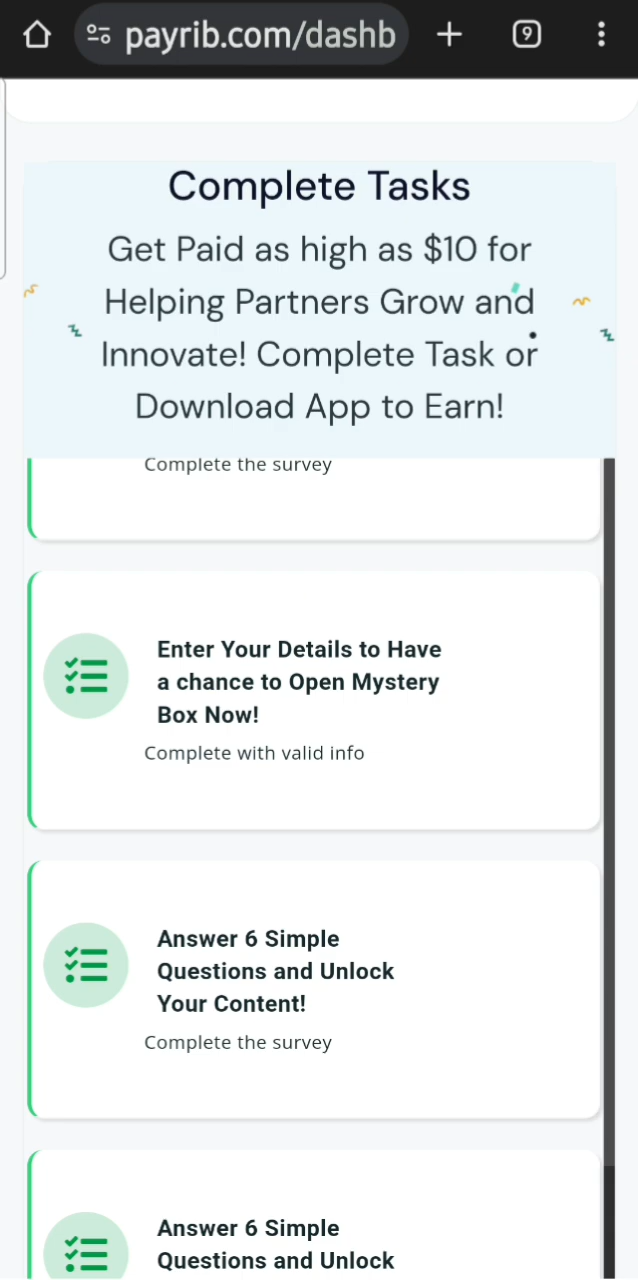 payrib.com/dashb
9
Complete Tasks
Get Paid as high as $10 for
Helping Partners Grow and
Innovate! Complete Task or
Download App to Earn!
Complete the survey
Enter Your Details to Have
a chance to Open Mystery
Box Now!
Complete with valid info
Answer 6 Simple
Questions and Unlock
Your Content!
Complete the survey
Answer 6 Simple
Questions and Unlock